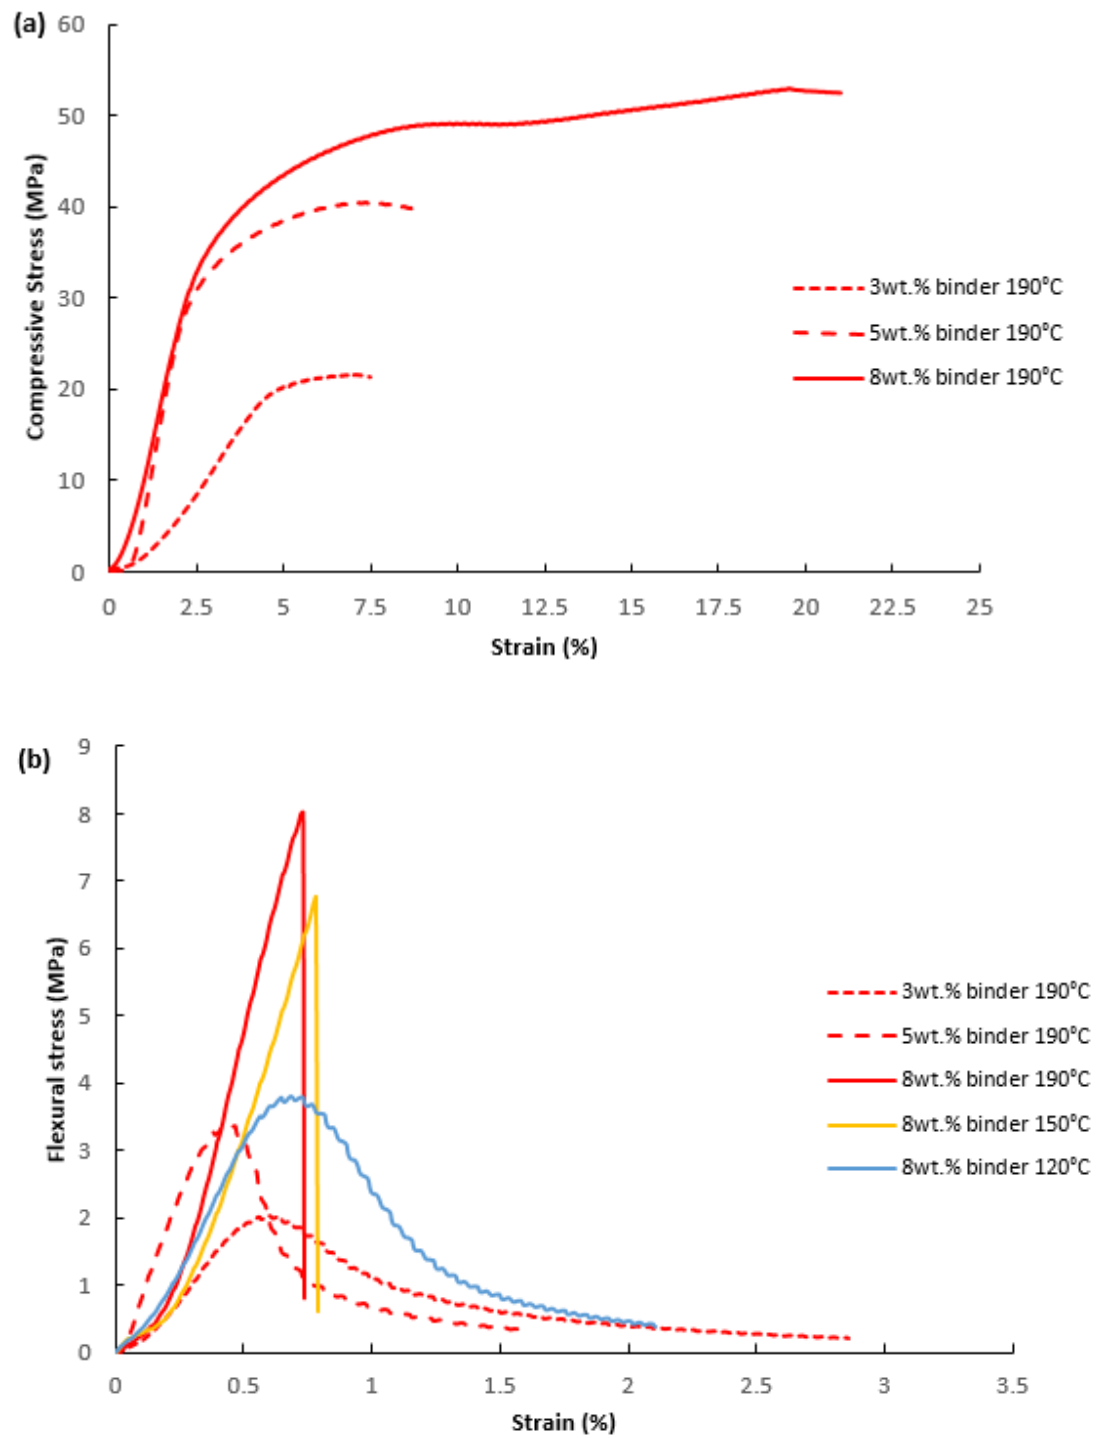 (a)
60
50
40
30
20
10
0
Compressive Stress (MPa)
0 2.5 5 7.5 10 12.5 15 17.5 20 22.5 25
Strain (%)
3wt.% binder 190°C
5wt.% binder 190°C
8wt.% binder 190°C
(b)
9
8
7
6
5
4
3
2
1
0
Flexural stress (MPa)
0 0.5 1 1.5 2 2.5 3 3.5
Strain (%)
3wt.% binder 190°C
5wt.% binder 190°C
8wt.% binder 190°C
8wt.% binder 150°C
8wt.% binder 120°C